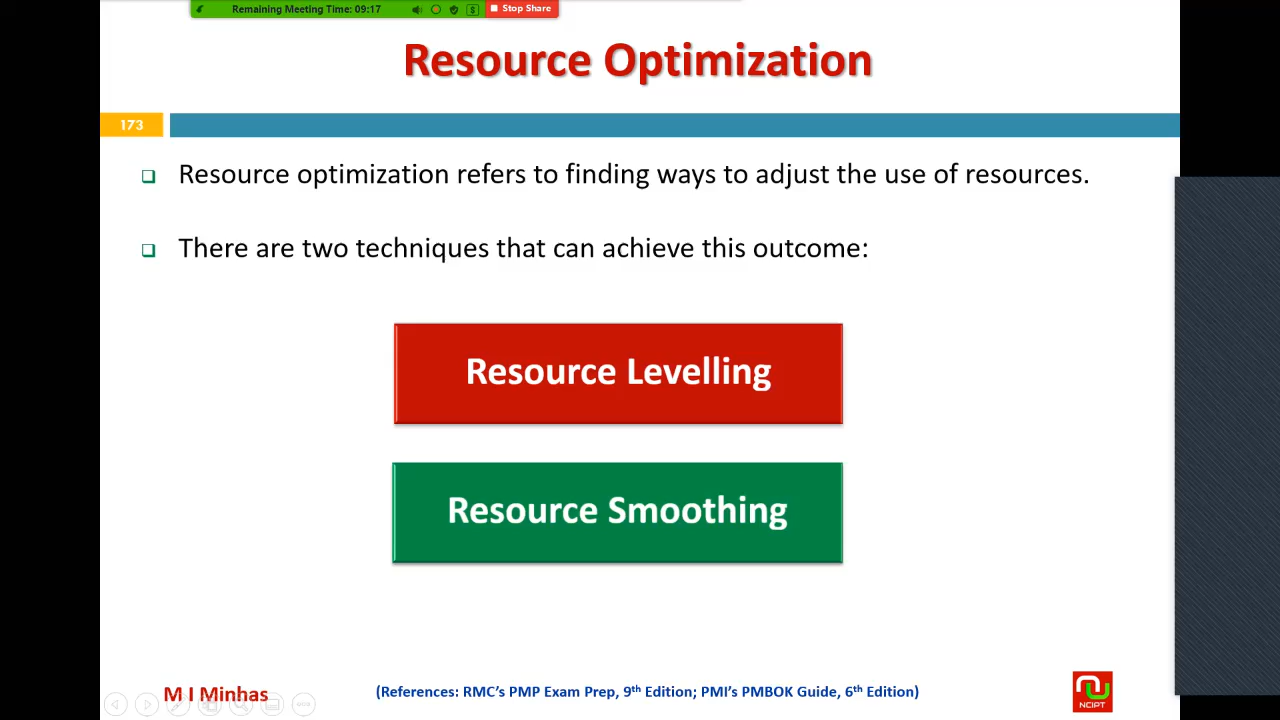 Remaining Meeting Time: 09:17
Stop Share
Resource Optimization
173
Resource optimization refers to finding ways to adjust the use of resources.
There are two techniques that can achieve this outcome:
Resource Levelling
Resource Smoothing
M I Minhas
(References: RMC's PMP Exam Prep, 9th Edition; PMI's PMBOK Guide, 6th Edition)
NCIPT